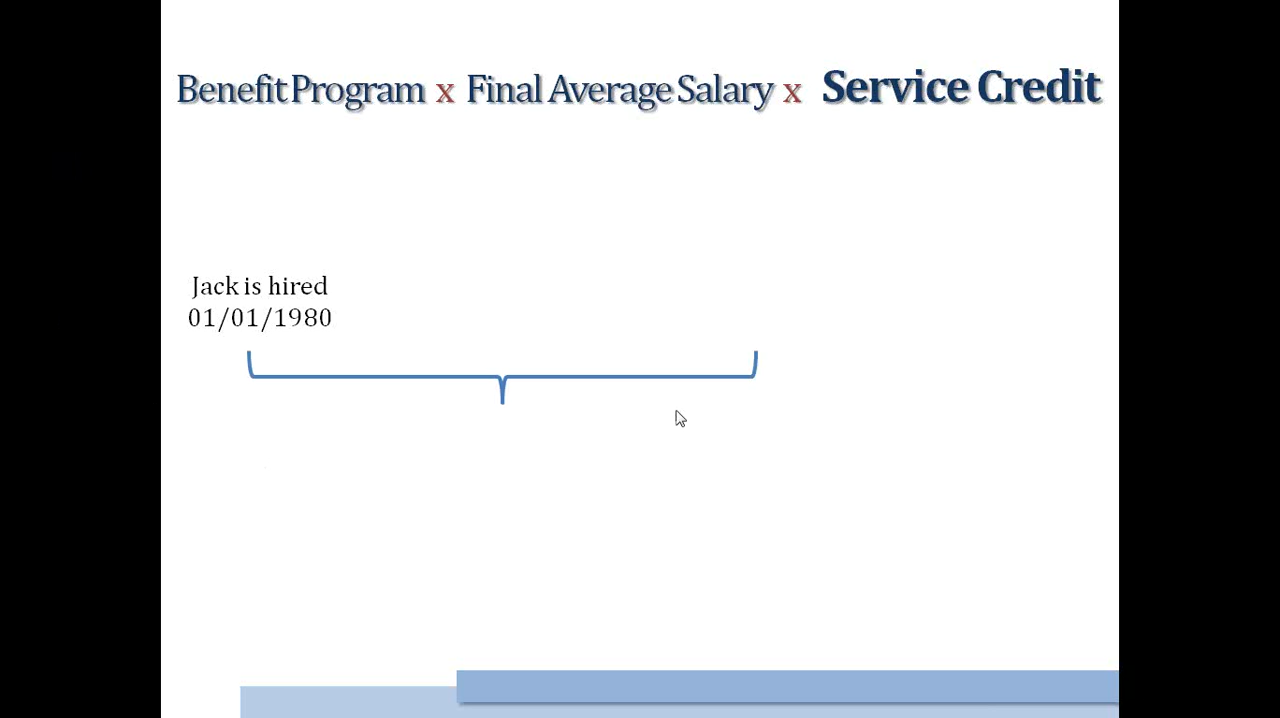 Benefit Program x Final Average Salary x Service Credit
Jack is hired
01/01/1980